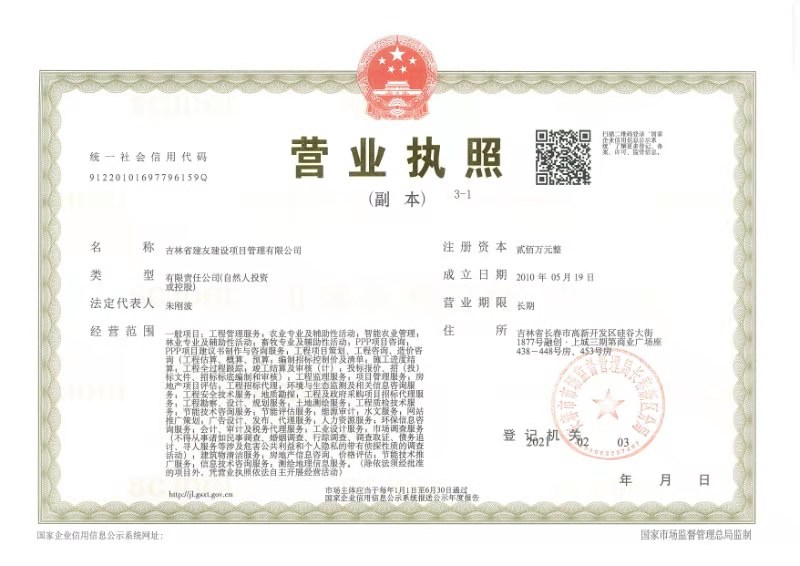 统一社会信用代码
91220101697796159Q
营业执照
(副 本) 3-1
扫描二维码登录"国家
企业信用信息公示系
统"了解更多登记、备
案、许可、监管信息。
名 称 吉林省建友建设项目管理有限公司
类 型 有限责任公司(自然人投资
或控股)
法定代表人 朱刚波
经营范围 一般项目:工程管理服务;农业专业及辅助性活动;智能农业管理;
林业专业及辅助性活动;畜牧专业及辅助性活动;PPP项目咨询;
PPP项目建议书制作与咨询服务;工程项目策划、工程咨询、造价咨
询(工程估算、概算、预算;编制招标控制价及清单;施工进度结
算;工程全过程跟踪;竣工结算及审核(计);投标报价、招(投)
标文件、招标标底编制和审核);工程监理服务;项目管理服务;房
地产项目评估;工程招标代理;环境与生态监测及相关信息咨询服
务;工程安全技术服务;地质勘探;工程及政府采购项目招标代理服
务;工程勘察、设计、规划服务;土地测绘服务;工程质检技术服
务;节能技术咨询服务;节能评估服务;能源审计;水文服务;网站
推广策划;广告设计、发布、代理服务;人力资源服务;环保信息咨
询服务;会计、审计及税务代理服务;工业设计服务;市场调查服务
(不得从事诸如民事调查、婚姻调查、行踪调查、调查取证、债务追
讨、寻人服务等涉及危害公共利益和个人隐私的带有侦探性质的调查
活动);建筑物清洁服务;房地产信息咨询、价格评估;节能技术推
广服务;信息技术咨询服务;测绘地理信息服务。(除依法须经批准
的项目外,凭营业执照依法自主开展经营活动)
注册资本 贰佰万元整
成立日期 2010 年 05 月 19 日
营业期限 长期
住 所 吉林省长春市高新开发区硅谷大街
1877号融创·上城三期第商业广场座
438-448号房、453号房
登记机关
2021 02 03
年 月 日
http://jl.gsxt.gov.cn
市场主体应当于每年1月1日至6月30日通过
国家企业信用信息公示系统报送公示年度报告
国家企业信用信息公示系统网址:
国家市场监督管理总局监制